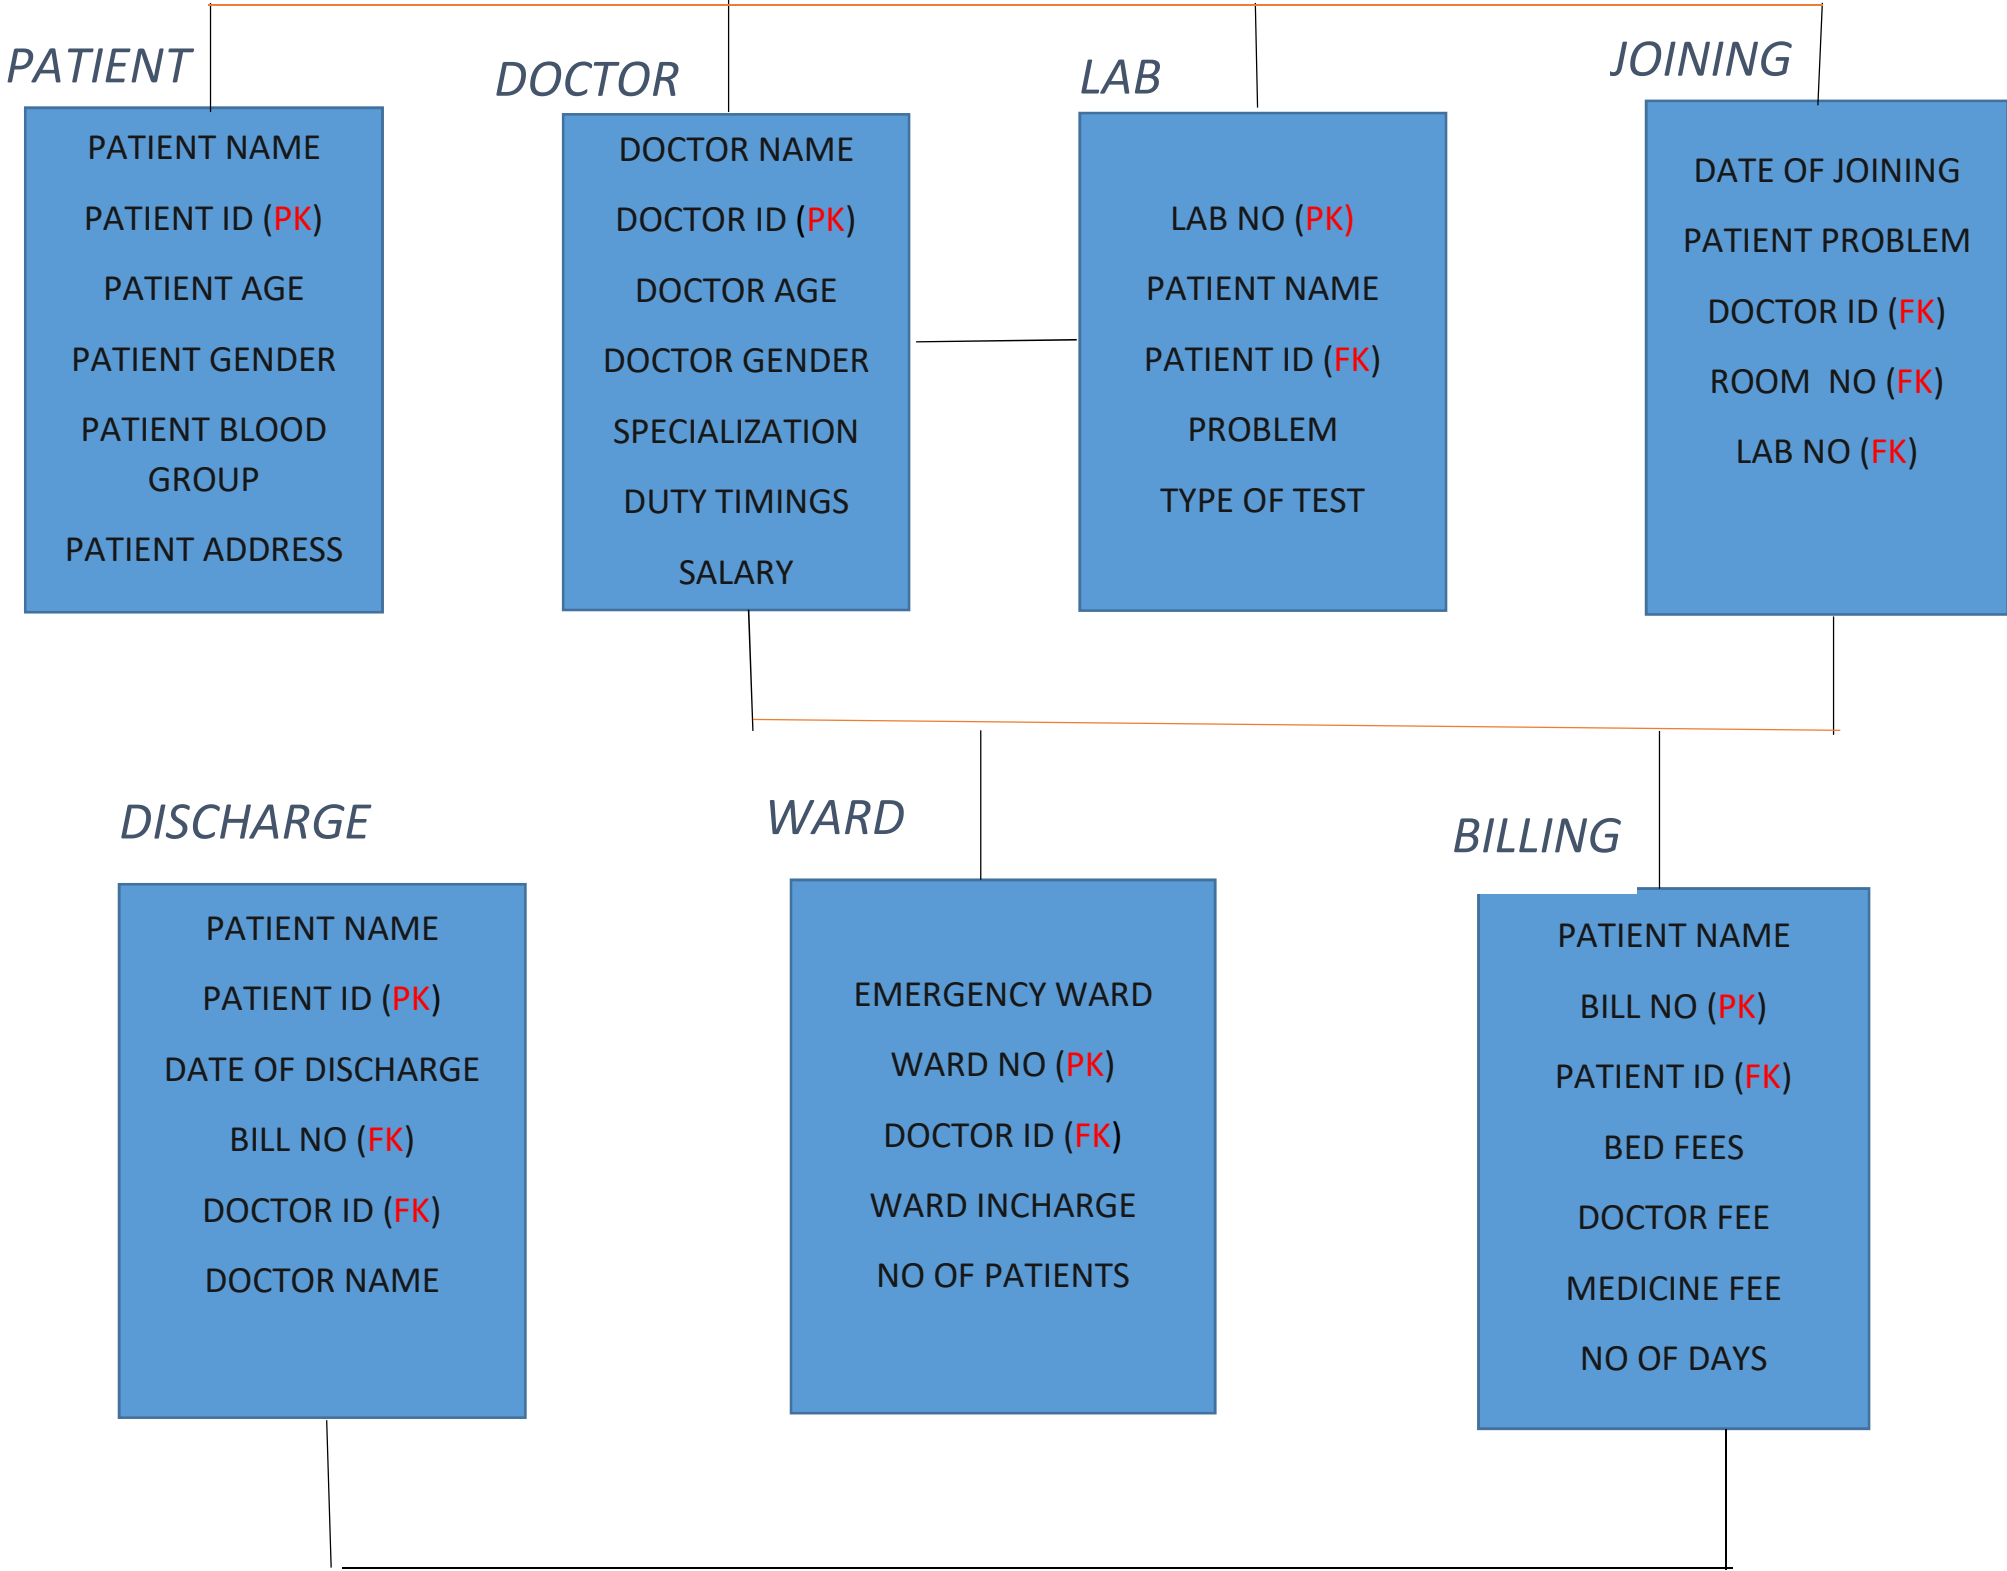 PATIENT
PATIENT NAME
PATIENT ID (PK)
PATIENT AGE
PATIENT GENDER
PATIENT BLOOD
GROUP
PATIENT ADDRESS
DOCTOR
DOCTOR NAME
DOCTOR ID (PK)
DOCTOR AGE
DOCTOR GENDER
SPECIALIZATION
DUTY TIMINGS
SALARY
LAB
LAB NO (PK)
PATIENT NAME
PATIENT ID (FK)
PROBLEM
TYPE OF TEST
JOINING
DATE OF JOINING
PATIENT PROBLEM
DOCTOR ID (FK)
ROOM  NO (FK)
LAB NO (FK)
DISCHARGE
PATIENT NAME
PATIENT ID (PK)
DATE OF DISCHARGE
BILL NO (FK)
DOCTOR ID (FK)
DOCTOR NAME
WARD
EMERGENCY WARD
WARD NO (PK)
DOCTOR ID (FK)
WARD INCHARGE
NO OF PATIENTS
BILLING
PATIENT NAME
BILL NO (PK)
PATIENT ID (FK)
BED FEES
DOCTOR FEE
MEDICINE FEE
NO OF DAYS